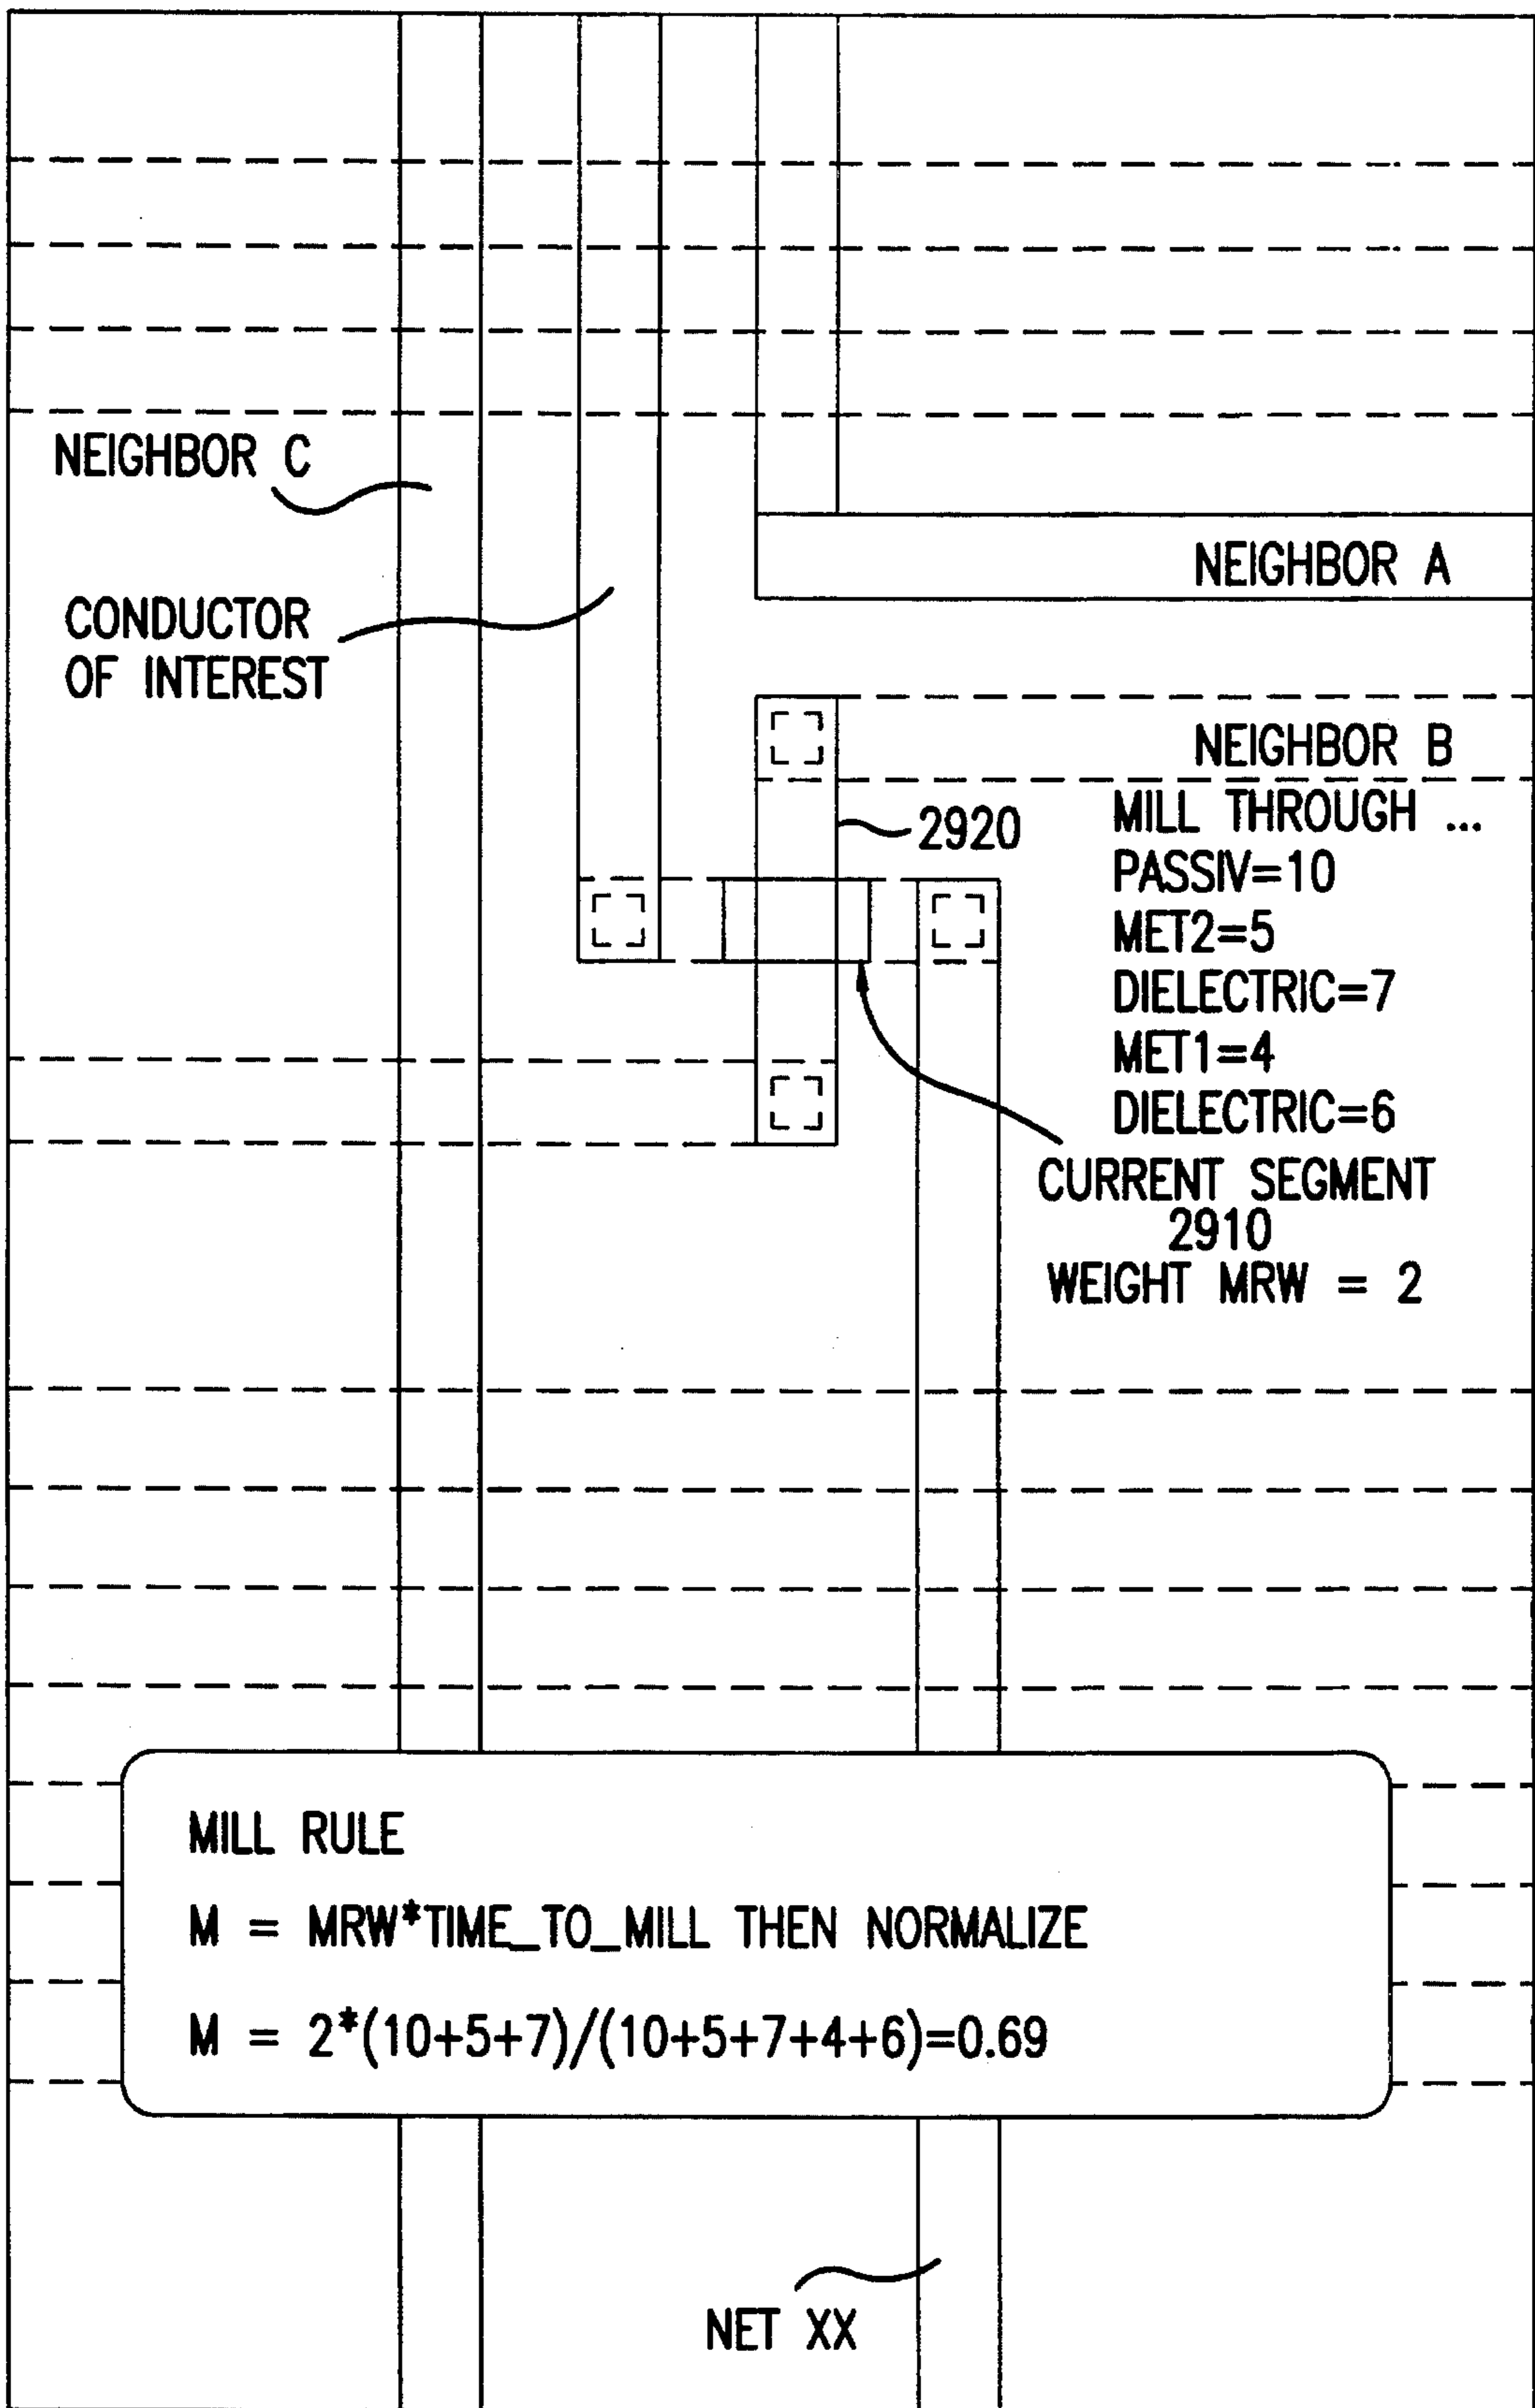 NEIGHBOR C
CONDUCTOR
OF INTEREST
NEIGHBOR A
NEIGHBOR B
2920
MILL THROUGH ...
PASSIV=10
MET2=5
DIELECTRIC=7
MET1=4
DIELECTRIC=6
CURRENT SEGMENT
2910
WEIGHT MRW = 2
MILL RULE
M = MRW*TIME_TO_MILL THEN NORMALIZE
M = 2*(10+5+7)/(10+5+7+4+6)=0.69
NET XX